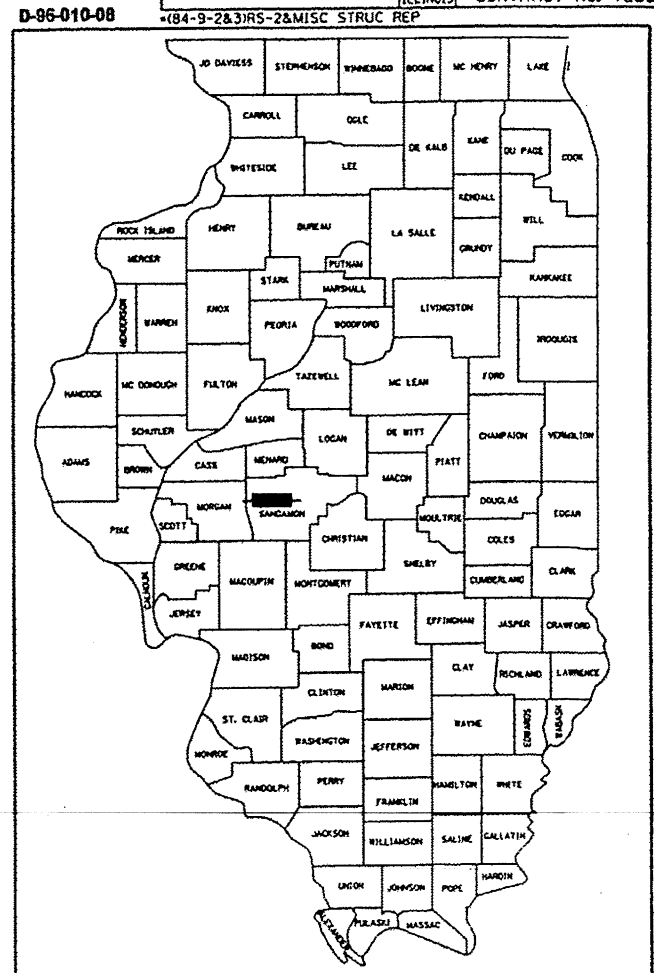 D-96-010-08
*(84-9-2&3)RS-2&MISC STRUC REP
JO DAVIESS STEPHENSON WINNEBAGO BOONE MC HENRY LAKE
CARROLL OGLE
DE KALB KANE DU PAGE COOK
WHITESIDE LEE
KENDALL WILL
ROCK ISLAND HENRY BUREAU LA SALLE GRUNDY
MERCER PUTNAM
STARK MARSHALL KANKAKEE
HENDERSON WARREN KNOX PEORIA WOODFORD LIVINGSTON
IROQUOIS
HANCOCK MC DONOUGH FULTON TAZEWELL MC LEAN FORD
MASON
SCHUYLER LOGAN DE WITT CHAMPAION VERMILION
ADAMS BROWN CASS MENARD PIATT
MACON
MORGAN SANGAMON DOUGLAS EDGAR
PIKE SCOTT CHRISTIAN MOULTRIE COLES
GREENE SHELBY
CALHOUN MACOUPIN MONTGOMERY CUMBERLAND CLARK
JERSEY
FAYETTE EFFINGHAM JASPER CRAWFORD
MADISON BOND
CLAY RICHLAND LAWRENCE
CLINTON MARION
ST. CLAIR WAYNE EDWARDS WABASH
WASHINGTON JEFFERSON
MONROE
RANDOLPH PERRY HAMILTON WHITE
FRANKLIN
JACKSON WILLIAMSON SALINE GALLATIN
UNION JOHNSON POPE HARDIN
ALEXANDER PULASKI MASSAC